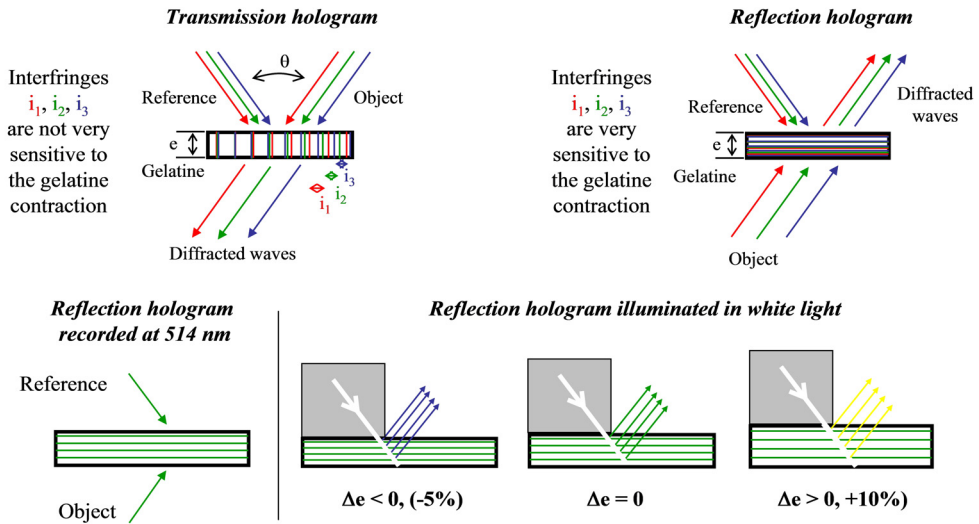 Transmission hologram
Interfringes
i1, i2, i3
are not very
sensitive to
the gelatine
contraction
Reference
θ
Object
e
Gelatine
i3
i2
i1
Diffracted waves
Reflection hologram
Interfringes
i1, i2, i3
are very
sensitive to
the gelatine
contraction
Reference
Diffracted
waves
e
Gelatine
Object
Reflection hologram
recorded at 514 nm
Reference
Object
Reflection hologram illuminated in white light
Δe < 0, (-5%)
Δe = 0
Δe > 0, +10%)